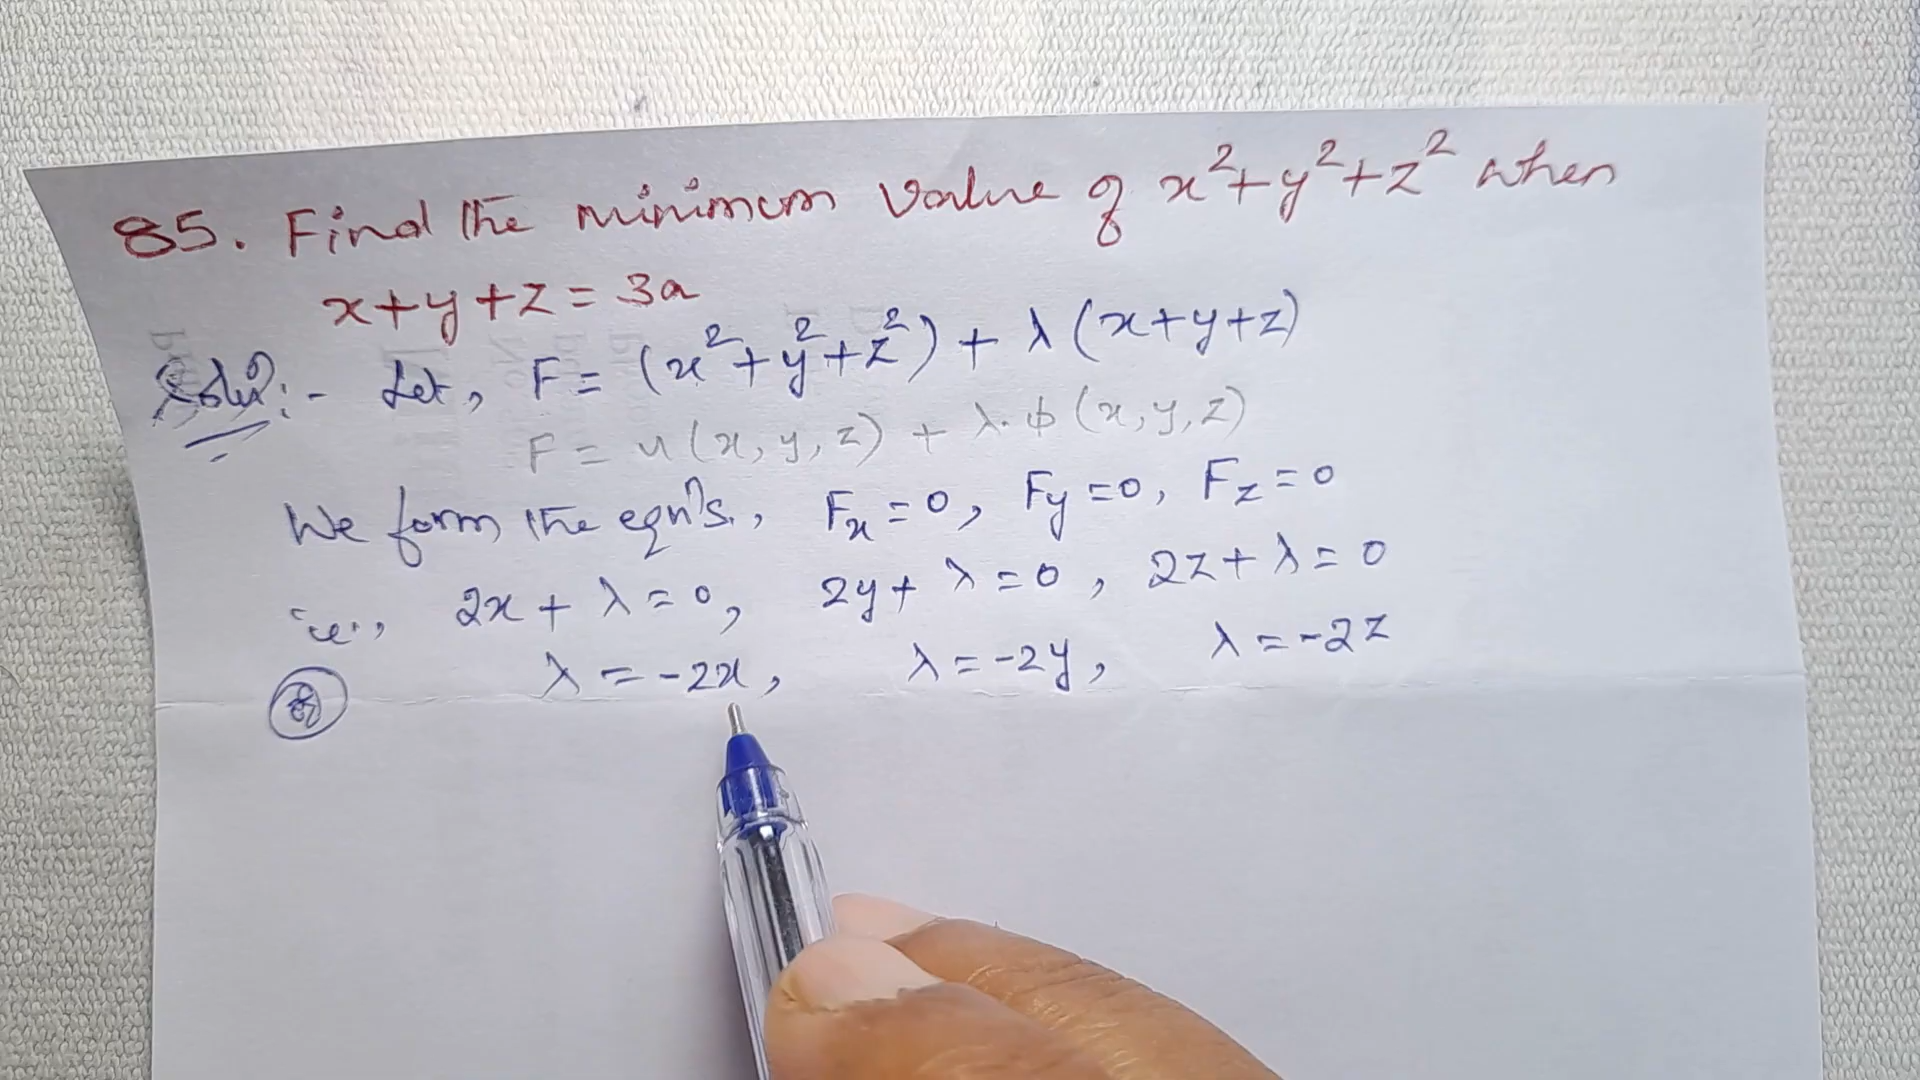 85. Find the minimum value of x²+y²+z² when
x+y+z = 3a
Soln:- Let, F = (x²+y²+z²) + λ(x+y+z)
F = u(x,y,z) + λ.φ(x,y,z)
We form the eqn's., Fx = 0, Fy = 0, Fz = 0
i.e., 2x + λ = 0, 2y + λ = 0, 2z + λ = 0
λ = -2x, λ = -2y, λ = -2z